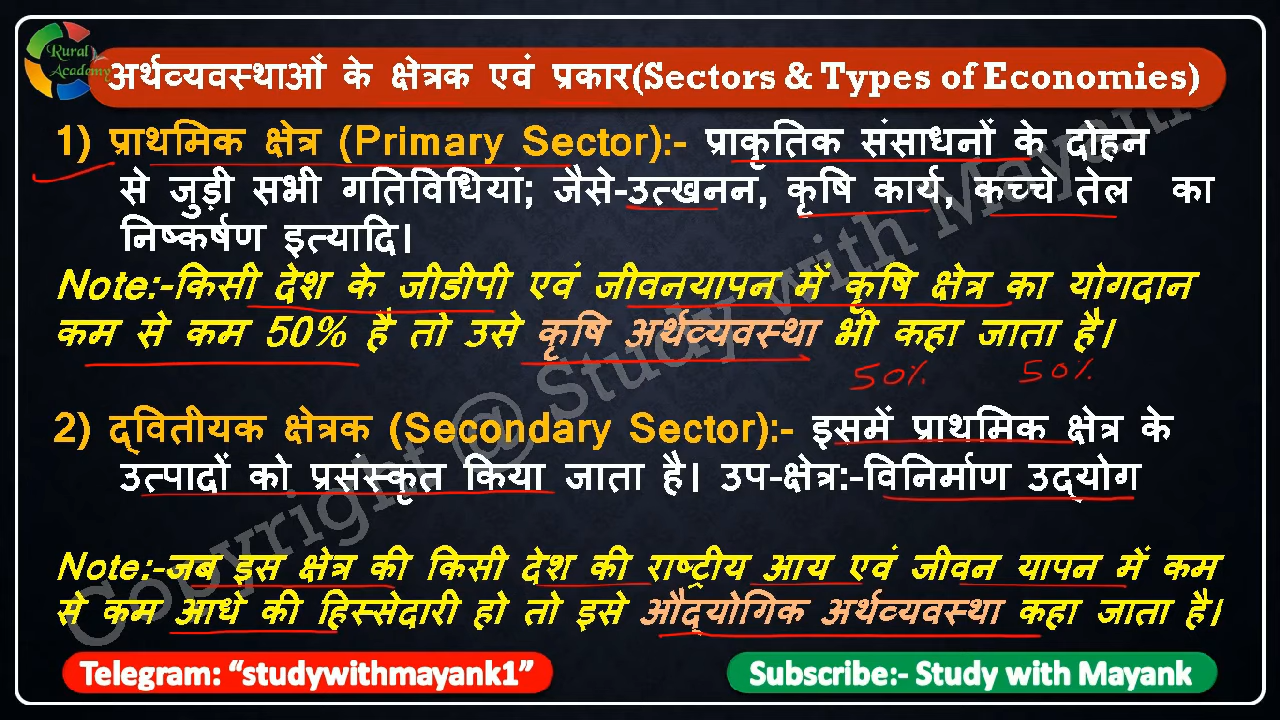 Rural
Academy
अर्थव्यवस्थाओं के क्षेत्रक एवं प्रकार(Sectors & Types of Economies)
1) प्राथमिक क्षेत्र (Primary Sector):- प्राकृतिक संसाधनों के दोहन
से जुड़ी सभी गतिविधियां; जैसे-उत्खनन, कृषि कार्य, कच्चे तेल का
निष्कर्षण इत्यादि।
Note:-किसी देश के जीडीपी एवं जीवनयापन में कृषि क्षेत्र का योगदान
कम से कम 50% है तो उसे कृषि अर्थव्यवस्था भी कहा जाता है।
50% 50%
2) द्वितीयक क्षेत्रक (Secondary Sector):- इसमें प्राथमिक क्षेत्र के
उत्पादों को प्रसंस्कृत किया जाता है। उप-क्षेत्र:-विनिर्माण उद्योग
Note:-जब इस क्षेत्र की किसी देश की राष्ट्रीय आय एवं जीवन यापन में कम
से कम आधे की हिस्सेदारी हो तो इसे औद्योगिक अर्थव्यवस्था कहा जाता है।
Copyright @ Study with Mayank
Telegram: “studywithmayank1”
Subscribe:- Study with Mayank